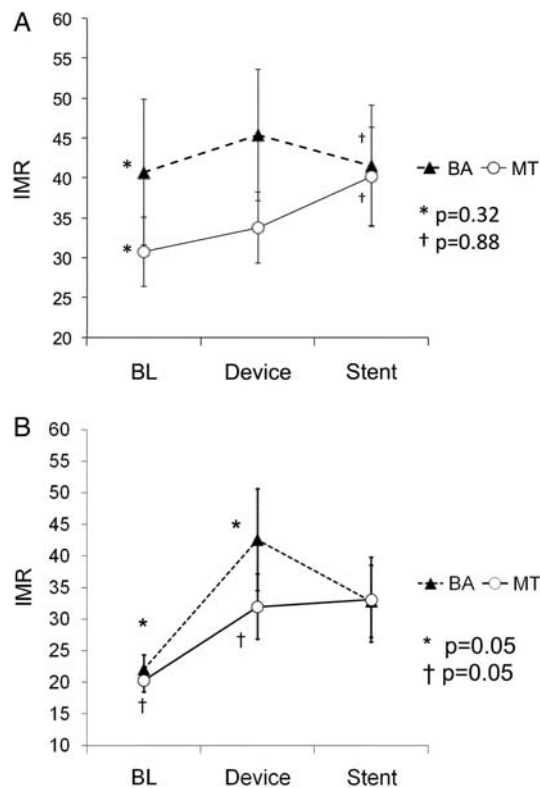 A
60
55
50
45
40
35
30
25
20
IMR
*
*
†
†
BL Device Stent
BA MT
* p=0.32
† p=0.88
B
60
55
50
45
40
35
30
25
20
15
10
IMR
*
*
†
†
BL Device Stent
BA MT
* p=0.05
† p=0.05